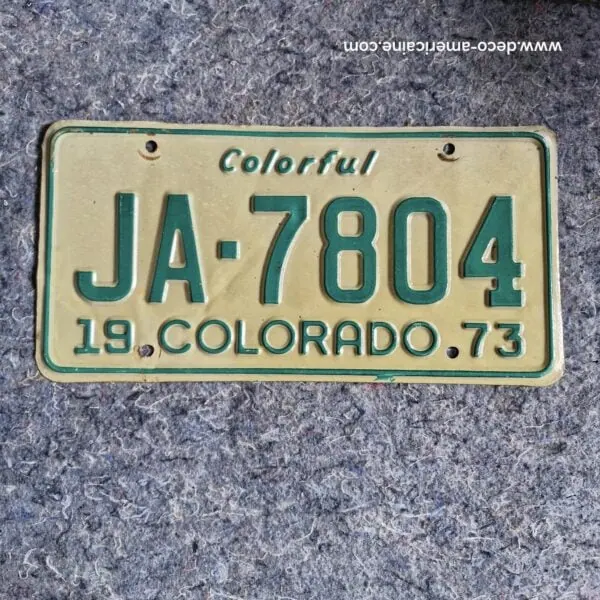 www.deco-americaine.com
Colorful
JA·7804
19 COLORADO 73